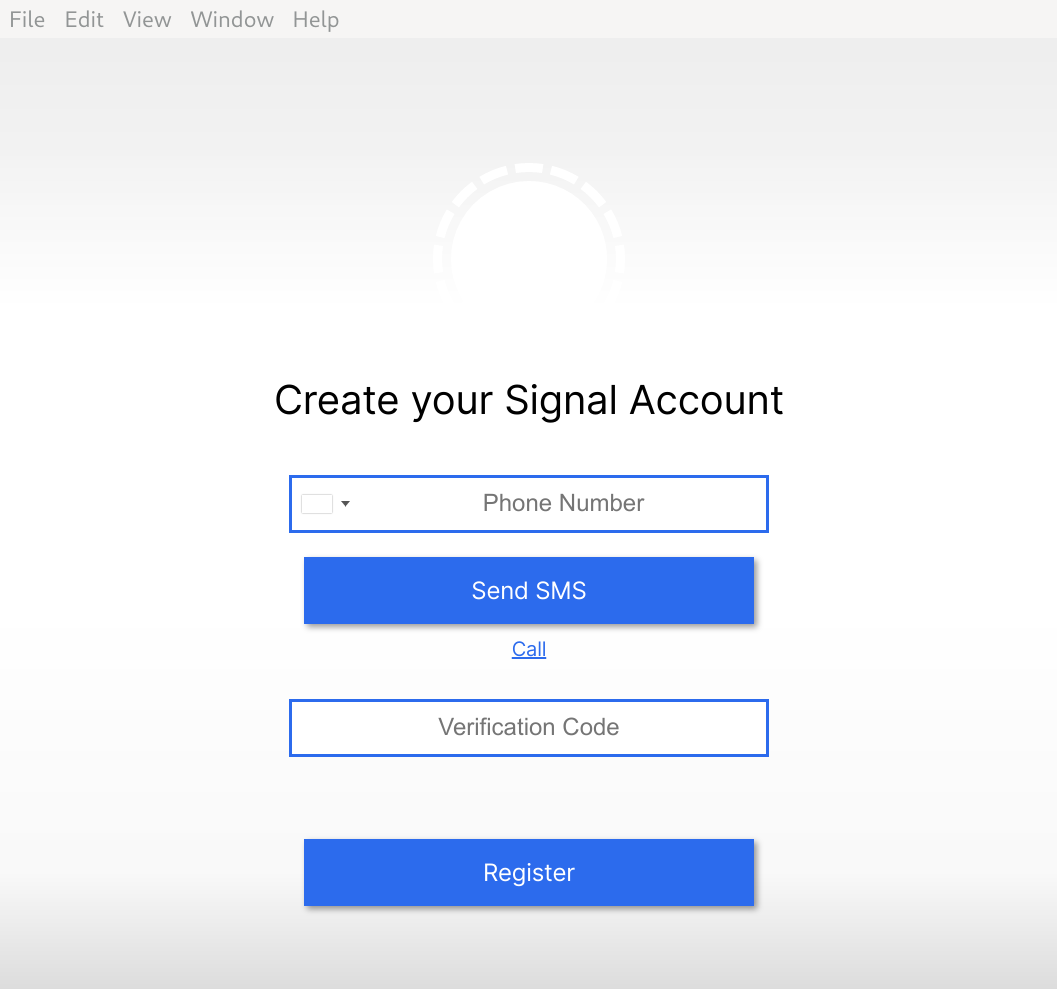 File Edit View Window Help
Create your Signal Account
Phone Number
Send SMS
Call
Verification Code
Register